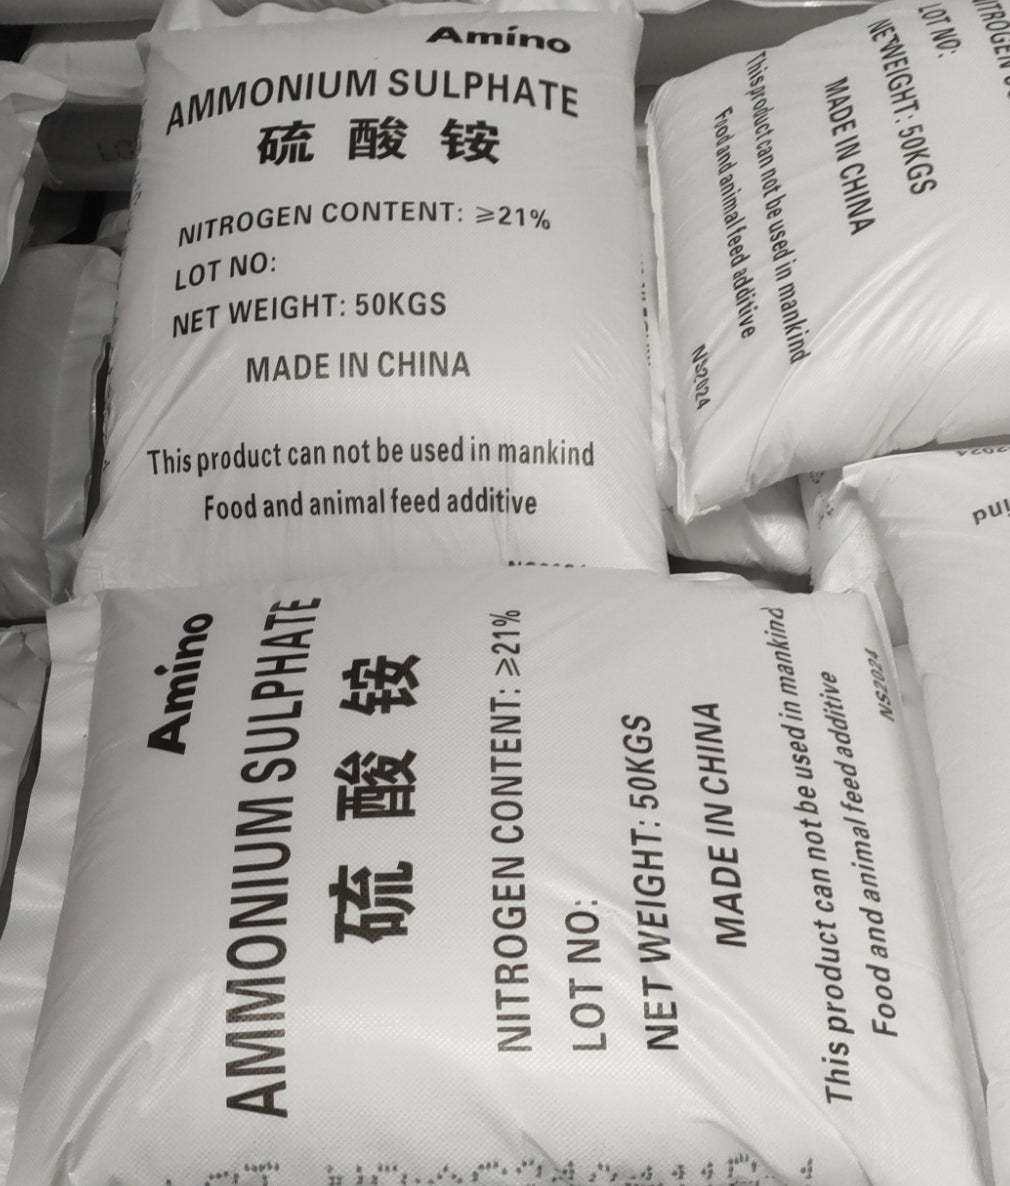 Amino
AMMONIUM SULPHATE
硫酸铵
NITROGEN CONTENT: ⩾21%
LOT NO:
NET WEIGHT: 50KGS
MADE IN CHINA
This product can not be used in mankind
Food and animal feed additive
LOT NO:
NET WEIGHT: 50KGS
MADE IN CHINA
This product can not be used in mankind
Food and animal feed additive
NS2024
Amino
AMMONIUM SULPHATE
硫酸铵
NITROGEN CONTENT: ⩾21%
LOT NO:
NET WEIGHT: 50KGS
MADE IN CHINA
This product can not be used in mankind
Food and animal feed additive
NS2024